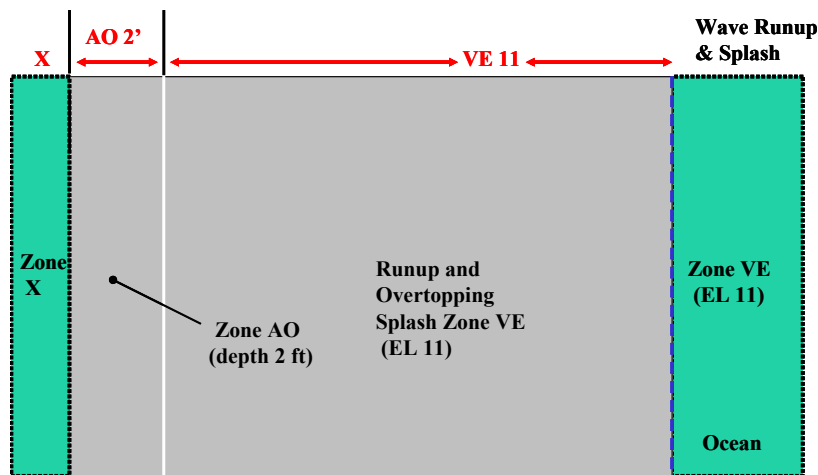 X
AO 2’
VE 11
Wave Runup
& Splash
Zone
X
Zone AO
(depth 2 ft)
Runup and
Overtopping
Splash Zone VE
(EL 11)
Zone VE
(EL 11)
Ocean